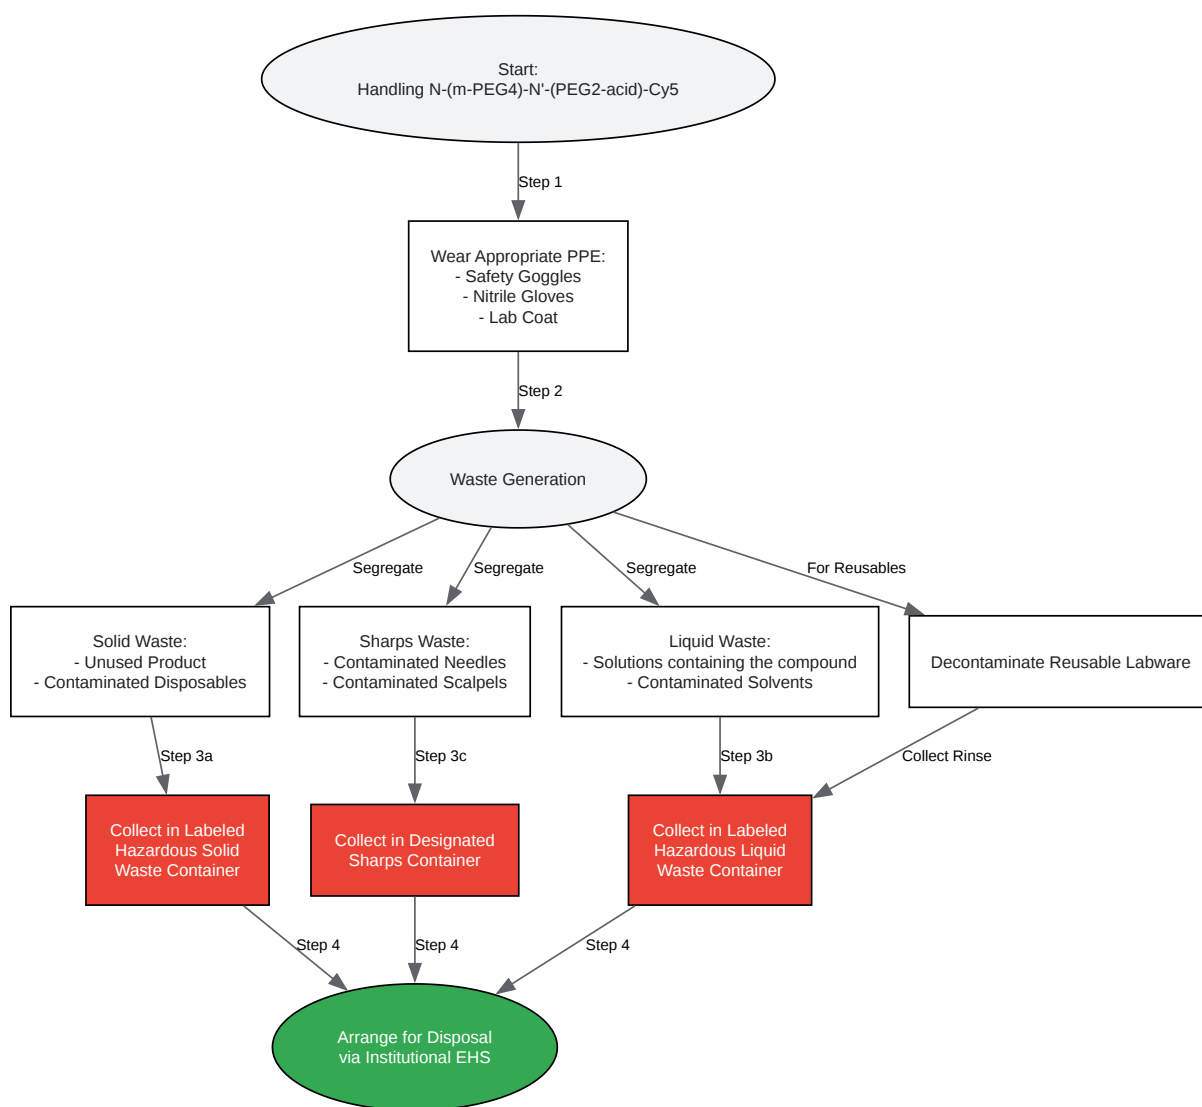 Start:
Handling N-(m-PEG4)-N'-(PEG2-acid)-Cy5
Step 1
Wear Appropriate PPE:
- Safety Goggles
- Nitrile Gloves
- Lab Coat
Step 2
Waste Generation
Segregate
Segregate
Segregate
For Reusables
Solid Waste:
- Unused Product
- Contaminated Disposables
Sharps Waste:
- Contaminated Needles
- Contaminated Scalpels
Liquid Waste:
- Solutions containing the compound
- Contaminated Solvents
Decontaminate Reusable Labware
Step 3a
Step 3c
Step 3b
Collect Rinse
Collect in Labeled
Hazardous Solid
Waste Container
Collect in Designated
Sharps Container
Collect in Labeled
Hazardous Liquid
Waste Container
Step 4
Step 4
Step 4
Arrange for Disposal
via Institutional EHS